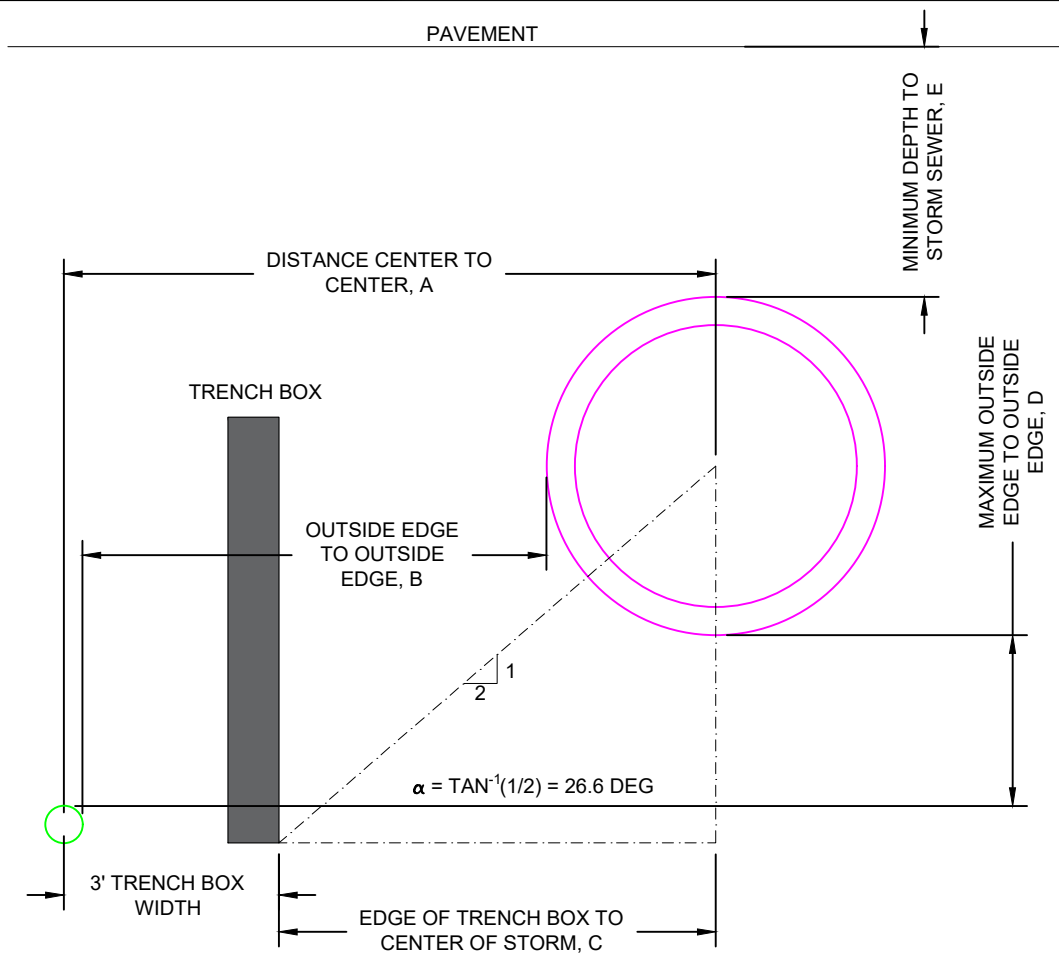 PAVEMENT
MINIMUM DEPTH TO
STORM SEWER, E
DISTANCE CENTER TO
CENTER, A
TRENCH BOX
MAXIMUM OUTSIDE
EDGE TO OUTSIDE
EDGE, D
OUTSIDE EDGE
TO OUTSIDE
EDGE, B
1
2
α = TAN⁻¹(1/2) = 26.6 DEG
3' TRENCH BOX
WIDTH
EDGE OF TRENCH BOX TO
CENTER OF STORM, C